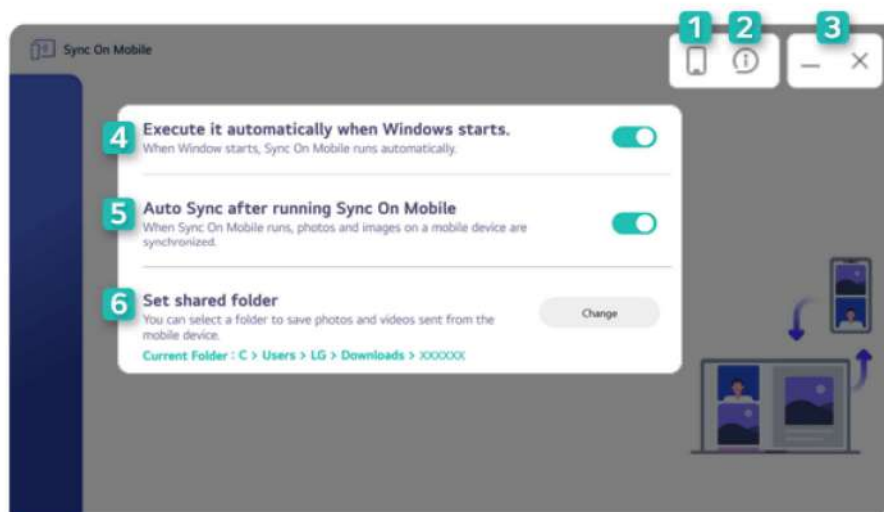 Sync On Mobile
1
2
3
4
Execute it automatically when Windows starts.
When Window starts, Sync On Mobile runs automatically.
5
Auto Sync after running Sync On Mobile
When Sync On Mobile runs, photos and images on a mobile device are
synchronized.
6
Set shared folder
You can select a folder to save photos and videos sent from the
mobile device.
Change
Current Folder : C > Users > LG > Downloads > XXXXXX